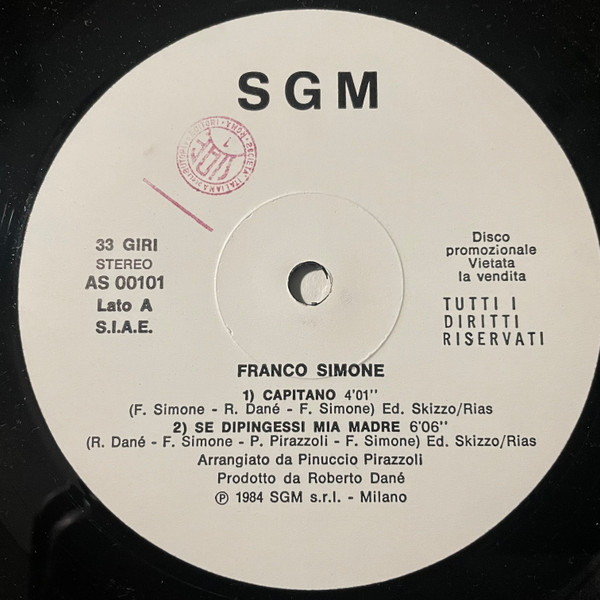 SGM
33 GIRI
STEREO
AS 00101
Lato A
S.I.A.E.
Disco
promozionale
Vietata
la vendita
TUTTI I
DIRITTI
RISERVATI
FRANCO SIMONE
1) CAPITANO 4'01''
(F. Simone - R. Dané - F. Simone) Ed. Skizzo/Rias
2) SE DIPINGESSI MIA MADRE 6'06''
(R. Dané - F. Simone - P. Pirazzoli - F. Simone) Ed. Skizzo/Rias
Arrangiato da Pinuccio Pirazzoli
Prodotto da Roberto Dané
℗ 1984 SGM s.r.l. - Milano